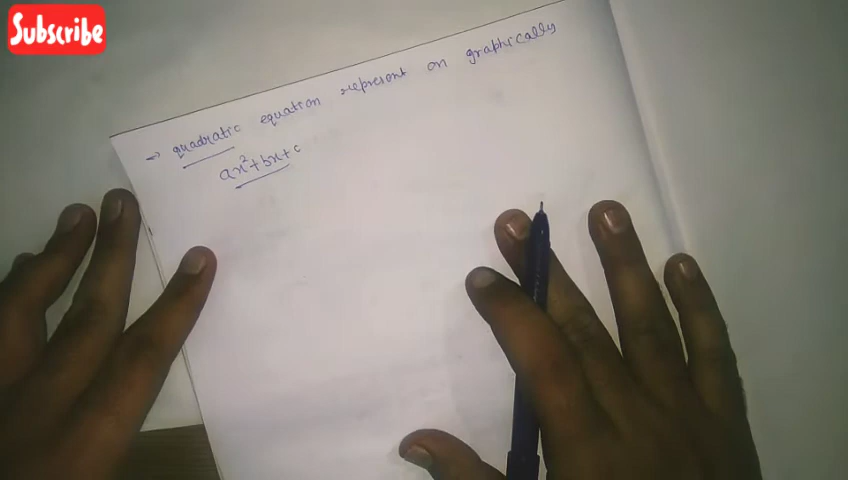 Subscribe
→ quadratic equation represent on graphically
ax²+bx+c